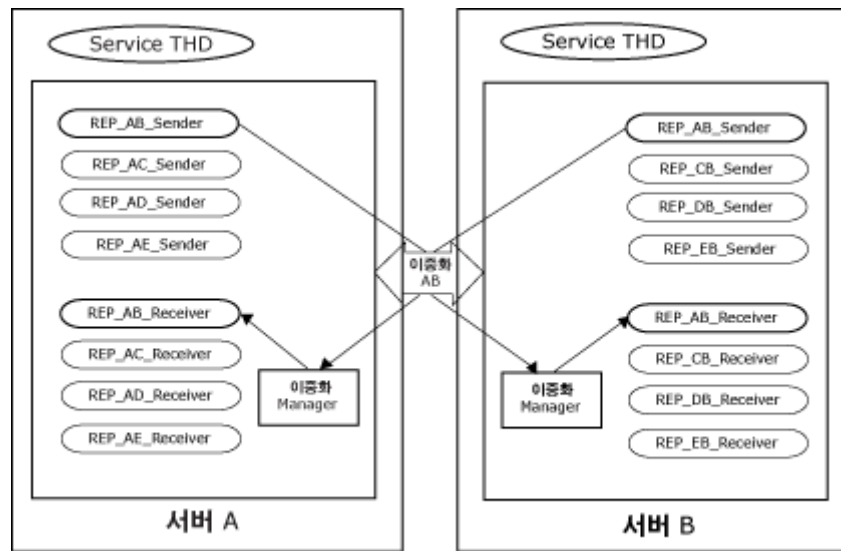 Service THD
REP_AB_Sender
REP_AC_Sender
REP_AD_Sender
REP_AE_Sender
REP_AB_Receiver
REP_AC_Receiver
REP_AD_Receiver
REP_AE_Receiver
이중화
Manager
서버 A
이중화
AB
Service THD
REP_AB_Sender
REP_CB_Sender
REP_DB_Sender
REP_EB_Sender
REP_AB_Receiver
REP_CB_Receiver
REP_DB_Receiver
REP_EB_Receiver
이중화
Manager
서버 B